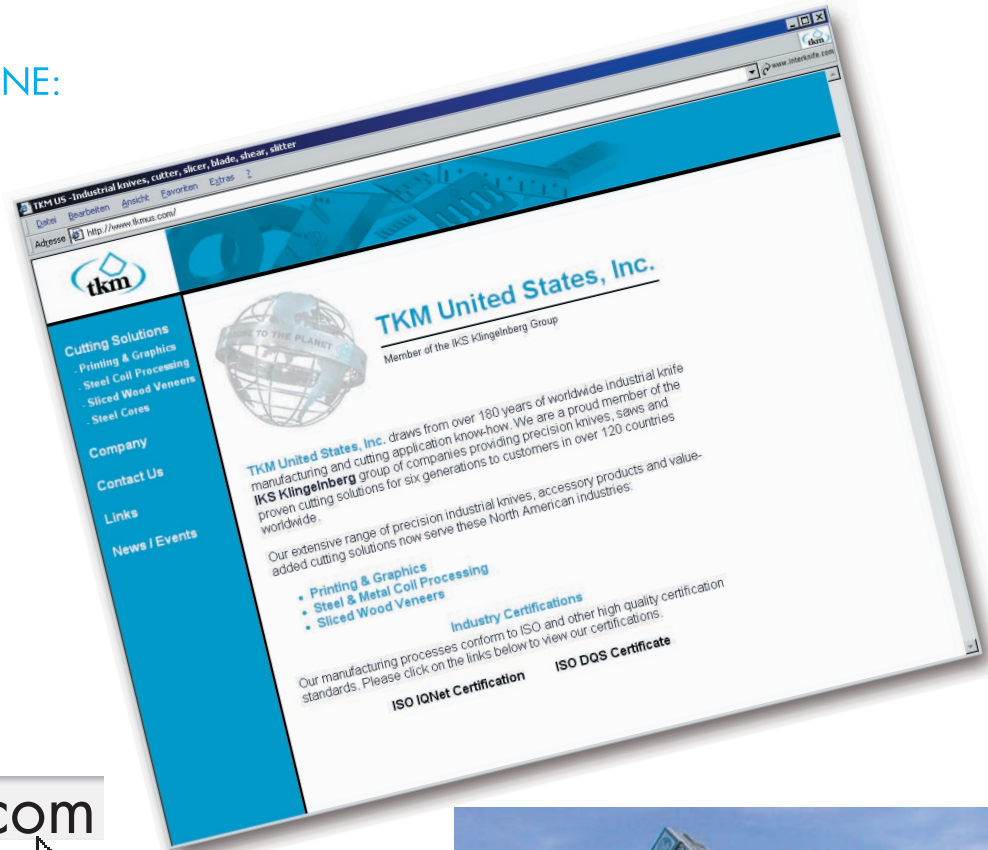 NE:
TKM US - Industrial knives, cutter, slicer, blade, shear, slitter
Datei Bearbeiten Ansicht Favoriten Extras ?
Adresse http://www.tkmus.com/
tkm
www.interknife.com
tkm
Cutting Solutions
. Printing & Graphics
. Steel Coil Processing
. Sliced Wood Veneers
. Steel Cores
Company
Contact Us
Links
News / Events
TO THE PLANET
TKM United States, Inc.
Member of the IKS Klingelnberg Group
TKM United States, Inc. draws from over 180 years of worldwide industrial knife
manufacturing and cutting application know-how. We are a proud member of the
IKS Klingelnberg group of companies providing precision knives, saws and
proven cutting solutions for six generations to customers in over 120 countries
worldwide.
Our extensive range of precision industrial knives, accessory products and value-
added cutting solutions now serve these North American industries:
• Printing & Graphics
• Steel & Metal Coil Processing
• Sliced Wood Veneers
Industry Certifications
Our manufacturing processes conform to ISO and other high quality certification
standards. Please click on the links below to view our certifications.
ISO IQNet Certification ISO DQS Certificate
com